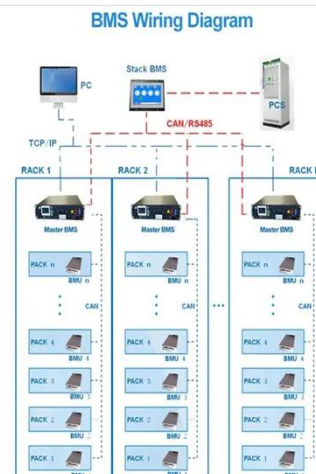 BMS Wiring Diagram
Stack BMS
PC
PCS
CAN/RS485
TCP/IP
RACK 1
RACK 2
RACK
Master BMS
Master BMS
Master BMS
PACK n
BMU n
PACK n
BMU n
PACK n
BMU n
CAN
CAN
CAN
...
PACK 4
BMU 4
PACK 4
BMU 4
PACK 4
BMU 4
PACK 3
BMU 3
PACK 3
BMU 3
PACK 3
BMU 3
PACK 2
BMU 2
PACK 2
BMU 2
PACK 2
BMU 2
PACK 1
PACK 1
PACK 1